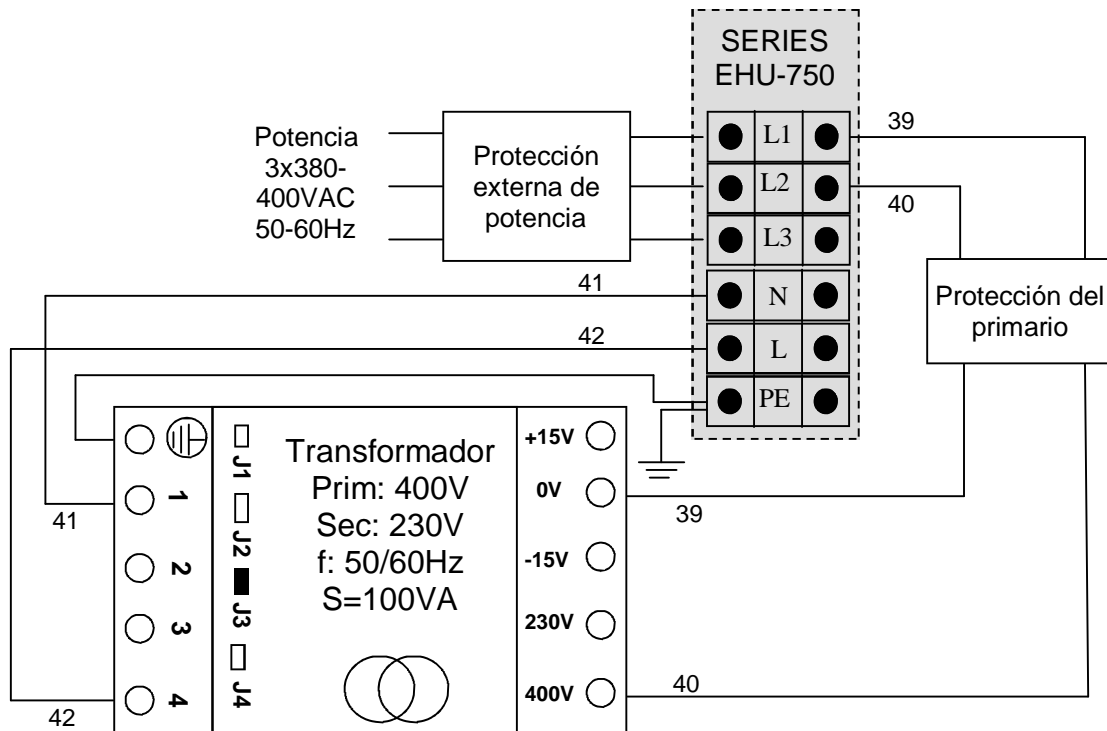 SERIES
EHU-750
Potencia
3x380-
400VAC
50-60Hz
Protección
externa de
potencia
L1
L2
L3
N
L
PE
39
40
41
42
Protección del
primario
1
2
3
4
41
42
J1
J2
J3
J4
Transformador
Prim: 400V
Sec: 230V
f: 50/60Hz
S=100VA
+15V
0V
-15V
230V
400V
39
40